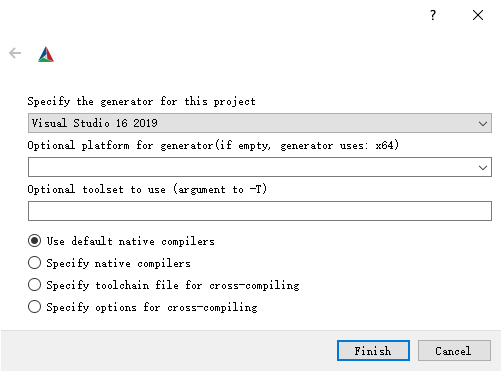 ?
Specify the generator for this project
Visual Studio 16 2019
Optional platform for generator(if empty, generator uses: x64)
Optional toolset to use (argument to -T)
Use default native compilers
Specify native compilers
Specify toolchain file for cross-compiling
Specify options for cross-compiling
Finish Cancel